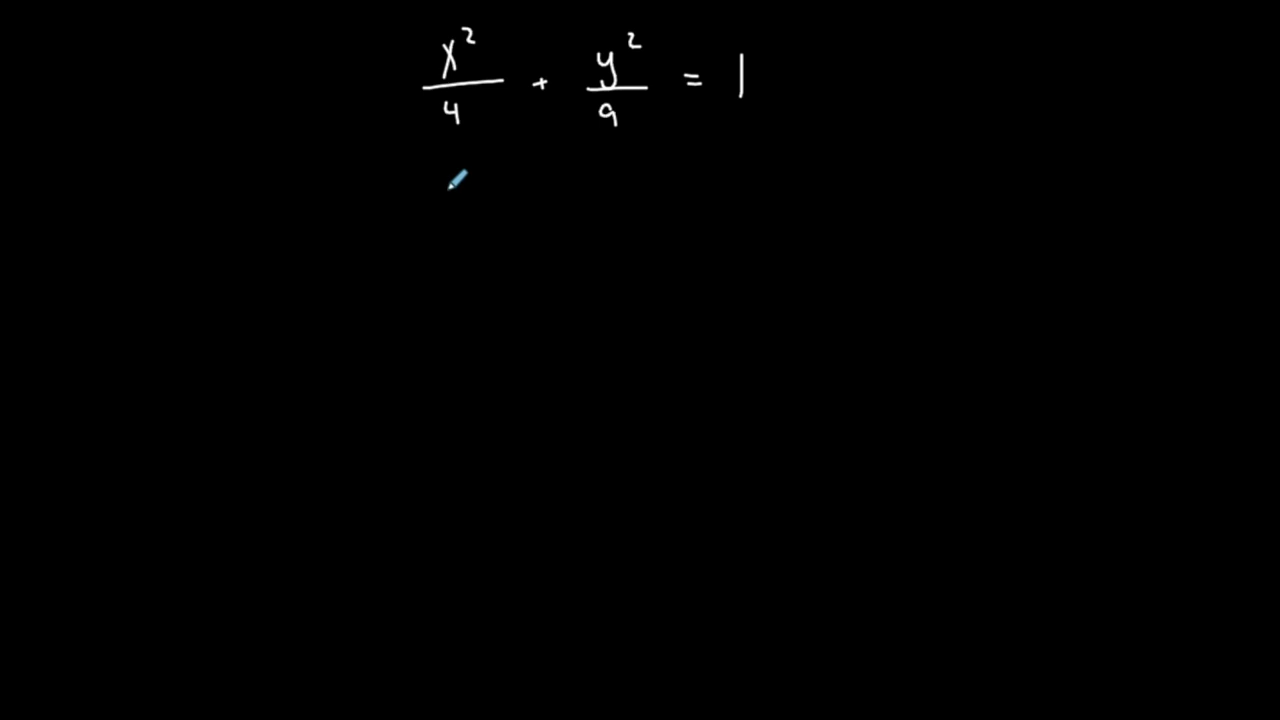 x²/4 + y²/9 = 1